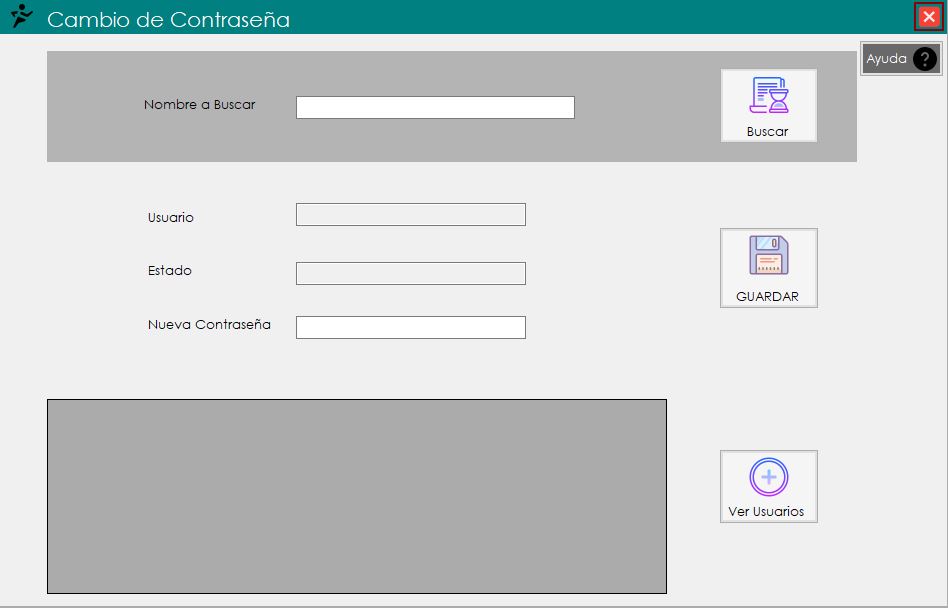 Cambio de Contraseña
Ayuda ?
Nombre a Buscar
Buscar
Usuario
Estado
GUARDAR
Nueva Contraseña
Ver Usuarios